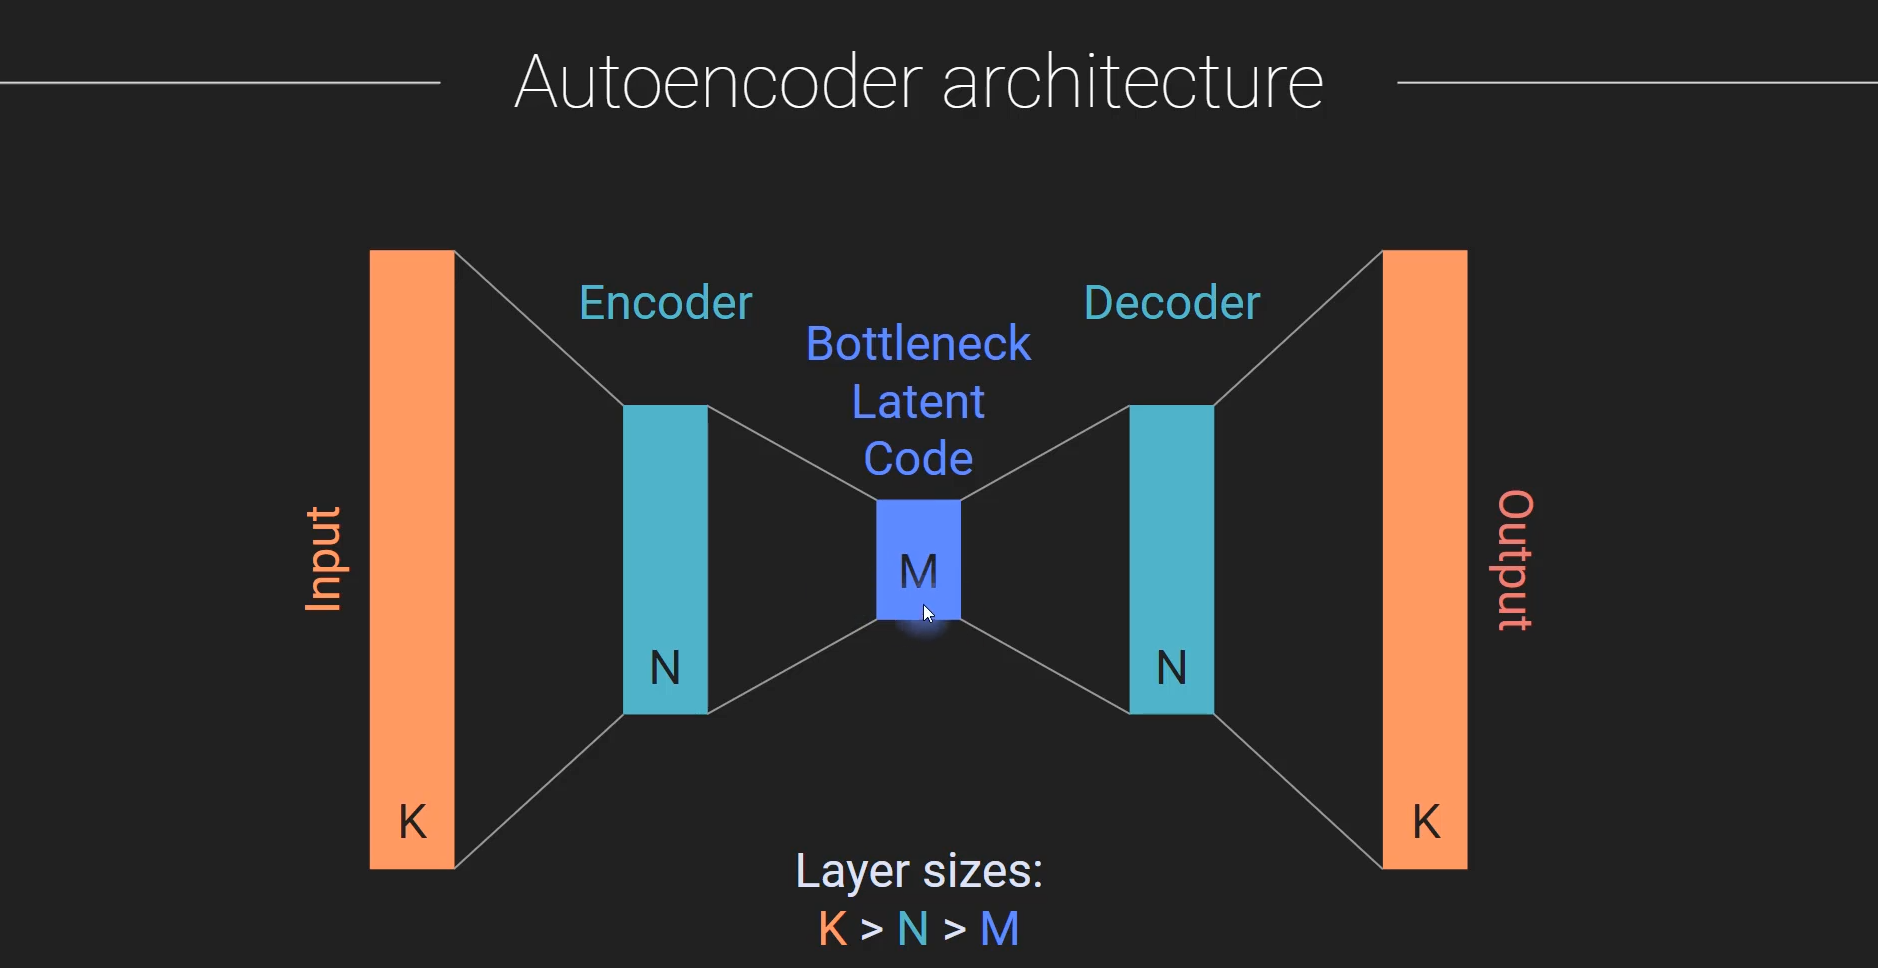 Autoencoder architecture
Encoder
Decoder
Bottleneck
Latent
Code
Input
Output
M
N
N
K
K
Layer sizes:
K > N > M